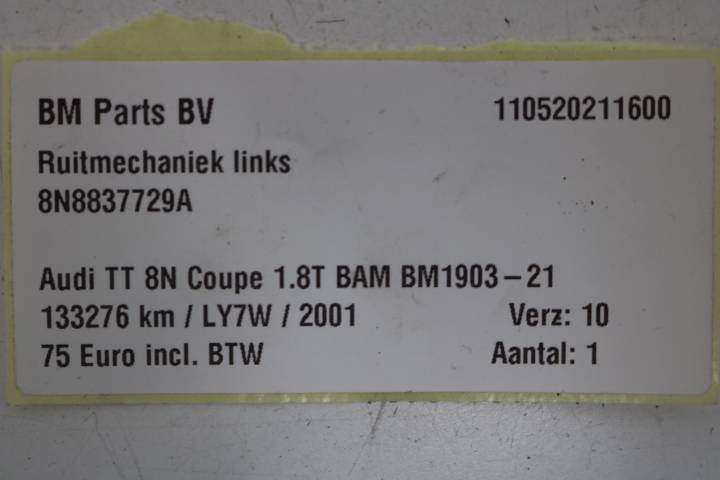 BM Parts BV 110520211600
Ruitmechaniek links
8N8837729A
Audi TT 8N Coupe 1.8T BAM BM1903-21
133276 km / LY7W / 2001 Verz: 10
75 Euro incl. BTW Aantal: 1